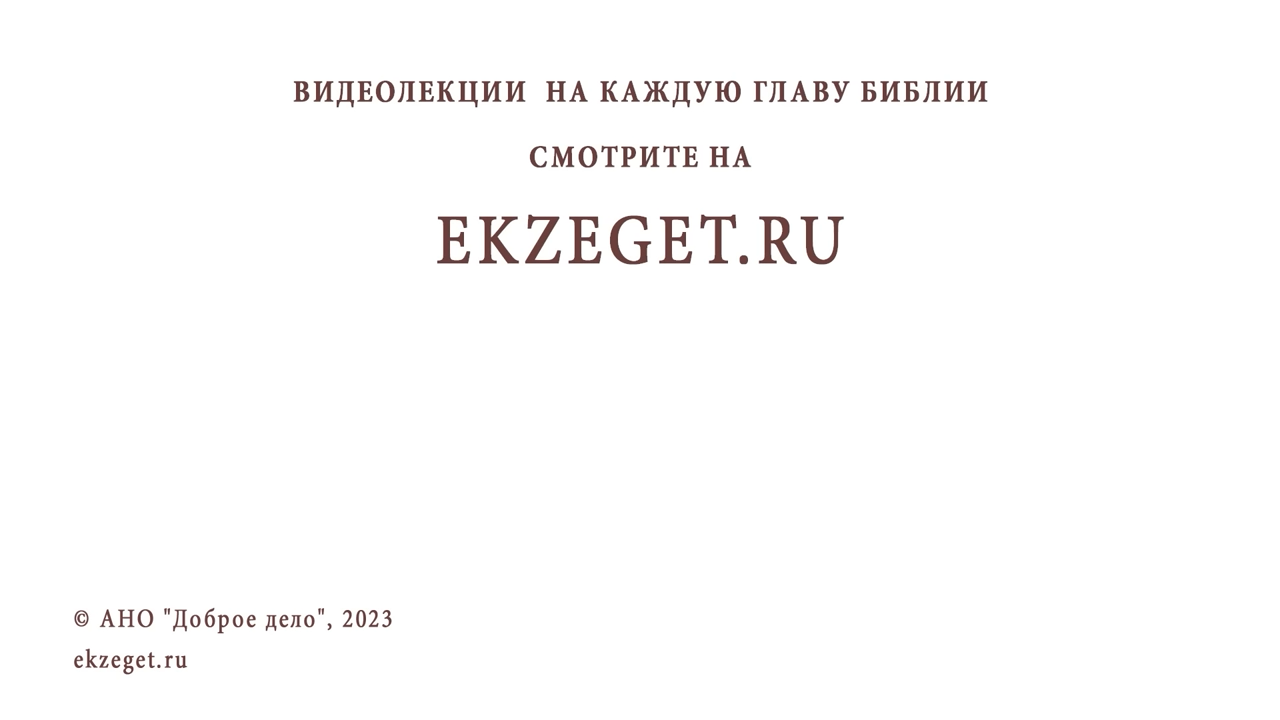 ВИДЕОЛЕКЦИИ НА КАЖДУЮ ГЛАВУ БИБЛИИ
СМОТРИТЕ НА
EKZEGET.RU
© АНО "Доброе дело", 2023
ekzeget.ru